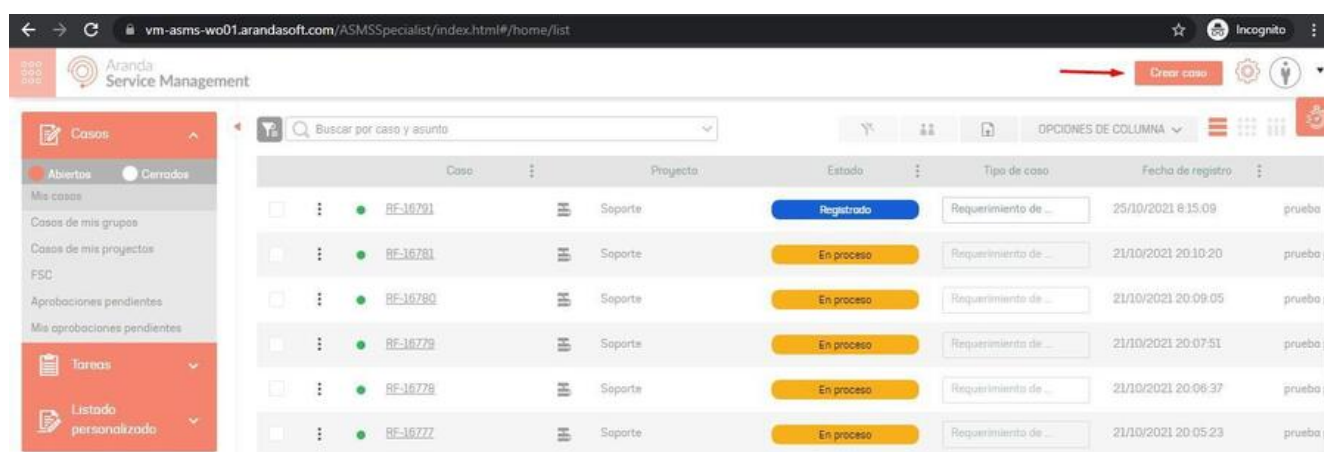 vm-asms-wo01.arandasoft.com/ASMSSpecialist/index.html#/home/list
Incognito
Aranda
Service Management
Crear caso
Casos
Buscar por caso y asunto
OPCIONES DE COLUMNA
Abiertos Cerrados
Caso Proyecto Estado Tipo de caso Fecha de registro
Mis casos
Casos de mis grupos
Casos de mis proyectos
FSC
Aprobaciones pendientes
Mis aprobaciones pendientes
Tareas
Listado
personalizado
RF-16791 Soporte Registrado Requerimiento de ... 25/10/2021 8:15:09 prueba
RF-16781 Soporte En proceso Requerimiento de ... 21/10/2021 20:10:20 prueba
RF-16780 Soporte En proceso Requerimiento de ... 21/10/2021 20:09:05 prueba
RF-16779 Soporte En proceso Requerimiento de ... 21/10/2021 20:07:51 prueba
RF-16778 Soporte En proceso Requerimiento de ... 21/10/2021 20:06:37 prueba
RF-16777 Soporte En proceso Requerimiento de ... 21/10/2021 20:05:23 prueba